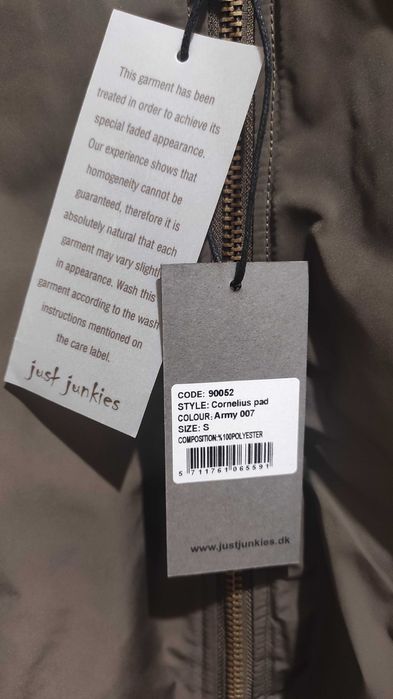 This garment has been
treated in order to achieve its
special faded appearance.
Our experience shows that
homogeneity cannot be
guaranteed, therefore it is
absolutely natural that each
garment may vary slight
in appearance. Wash this
garment according to the wash
instructions mentioned on
the care label.
just junkies
CODE: 90052
STYLE: Cornelius pad
COLOUR: Army 007
SIZE: S
COMPOSITION:%100POLYESTER
5 711761 065591
www.justjunkies.dk